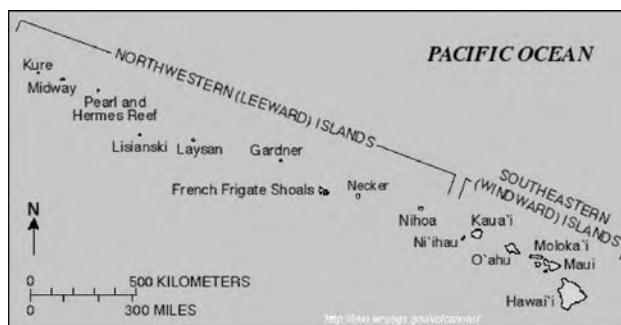 PACIFIC OCEAN
NORTHWESTERN (LEEWARD) ISLANDS
SOUTHEASTERN
(WINDWARD) ISLANDS
Kure
Midway
Pearl and
Hermes Reef
Lisianski
Laysan
Gardner
French Frigate Shoals
Necker
Nihoa
Ni`ihau
Kaua`i
O`ahu
Moloka`i
Maui
Hawai`i
N
0 500 KILOMETERS
0 300 MILES